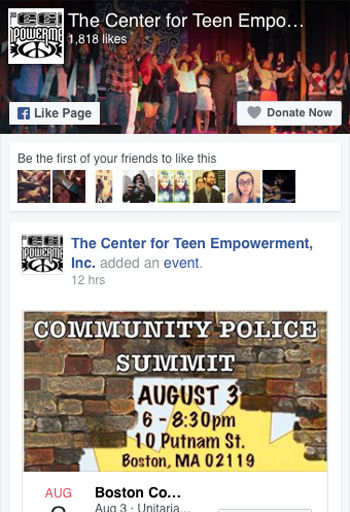 The Center for Teen Empo…
1,818 likes
Like Page
Donate Now
Be the first of your friends to like this
The Center for Teen Empowerment,
Inc. added an event.
12 hrs
COMMUNITY POLICE
SUMMIT
AUGUST 3
6 - 8:30pm
10 Putnam St.
Boston, MA 02119
AUG
Boston Co…
Aug 3 · Unitaria…